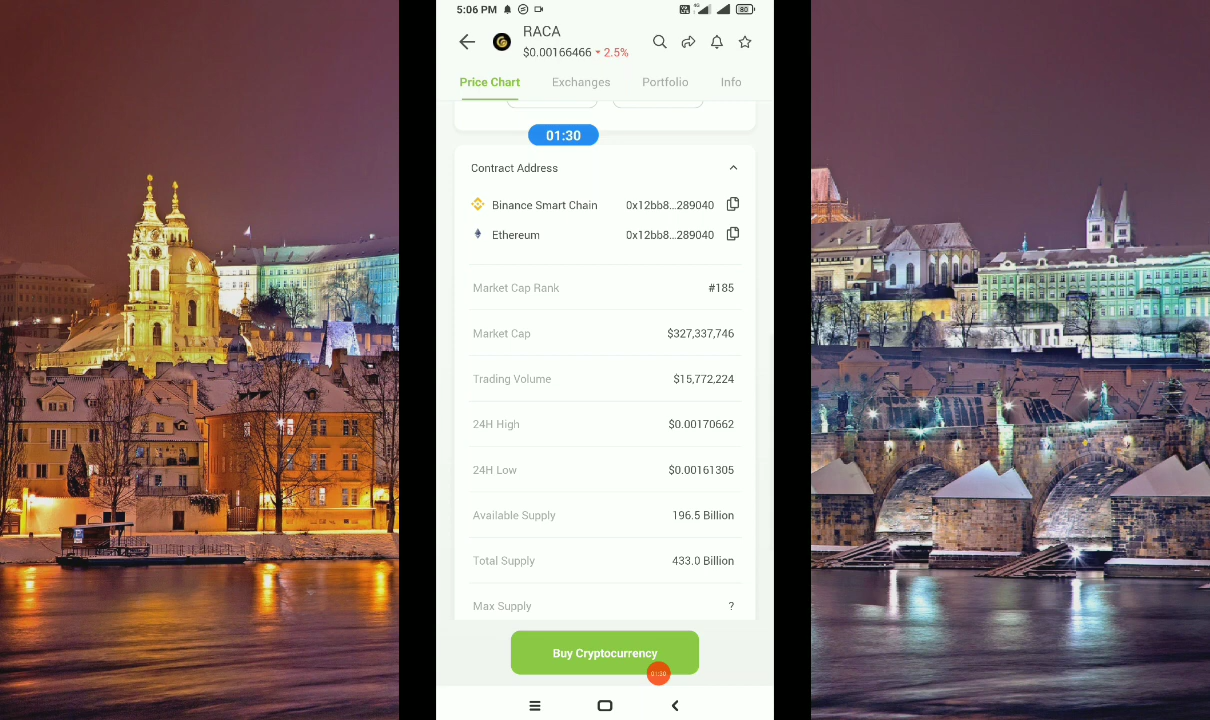 5:06 PM 4G 80
RACA
$0.00166466 2.5%
Price Chart Exchanges Portfolio Info
01:30
Contract Address
Binance Smart Chain 0x12bb8...289040
Ethereum 0x12bb8...289040
Market Cap Rank #185
Market Cap $327,337,746
Trading Volume $15,772,224
24H High $0.00170662
24H Low $0.00161305
Available Supply 196.5 Billion
Total Supply 433.0 Billion
Max Supply ?
Buy Cryptocurrency
01:30